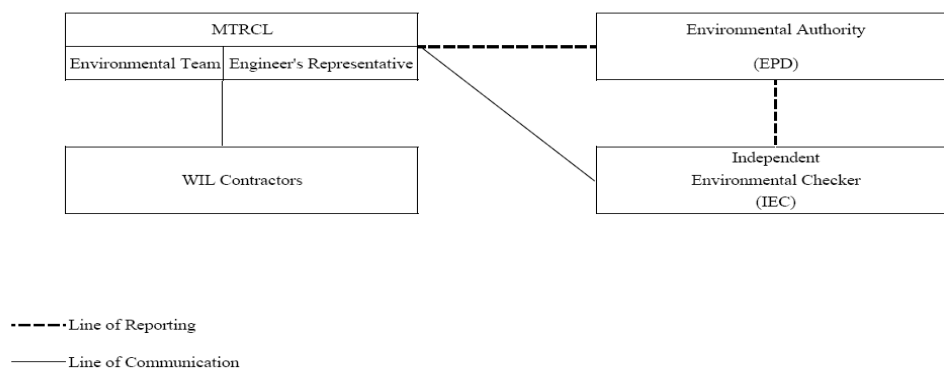 MTRCL
Environmental Team
Engineer's Representative
WIL Contractors
Environmental Authority
(EPD)
Independent
Environmental Checker
(IEC)
Line of Reporting
Line of Communication